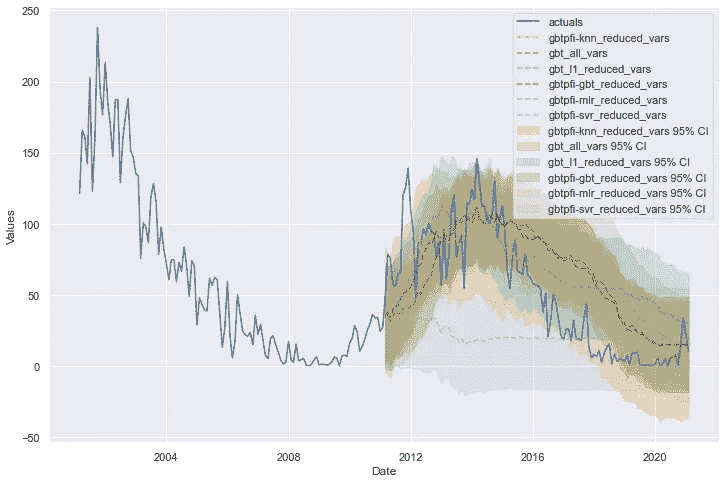 250
200
150
100
50
0
−50
Values
2004
2008
2012
2016
2020
Date
actuals
gbtpfi-knn_reduced_vars
gbt_all_vars
gbt_l1_reduced_vars
gbtpfi-gbt_reduced_vars
gbtpfi-mlr_reduced_vars
gbtpfi-svr_reduced_vars
gbtpfi-knn_reduced_vars 95% CI
gbt_all_vars 95% CI
gbt_l1_reduced_vars 95% CI
gbtpfi-gbt_reduced_vars 95% CI
gbtpfi-mlr_reduced_vars 95% CI
gbtpfi-svr_reduced_vars 95% CI